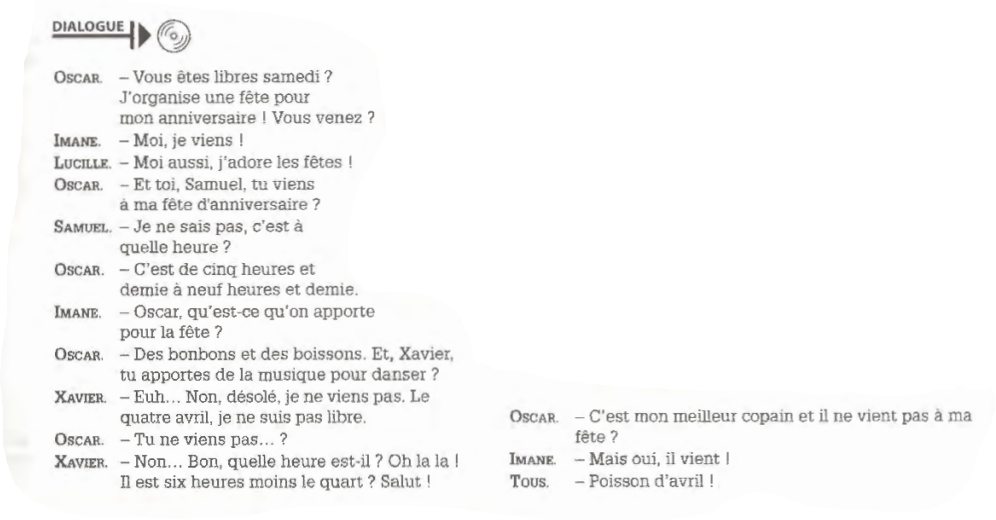 DIALOGUE
OSCAR. – Vous êtes libres samedi ?
J'organise une fête pour
mon anniversaire ! Vous venez ?
IMANE. – Moi, je viens !
LUCILLE. – Moi aussi, j'adore les fêtes !
OSCAR. – Et toi, Samuel, tu viens
à ma fête d'anniversaire ?
SAMUEL. – Je ne sais pas, c'est à
quelle heure ?
OSCAR. – C'est de cinq heures et
demie à neuf heures et demie.
IMANE. – Oscar, qu'est-ce qu'on apporte
pour la fête ?
OSCAR. – Des bonbons et des boissons. Et, Xavier,
tu apportes de la musique pour danser ?
XAVIER. – Euh... Non, désolé, je ne viens pas. Le
quatre avril, je ne suis pas libre.
OSCAR. – Tu ne viens pas... ?
XAVIER. – Non... Bon, quelle heure est-il ? Oh la la !
Il est six heures moins le quart ? Salut !
OSCAR. – C'est mon meilleur copain et il ne vient pas à ma
fête ?
IMANE. – Mais oui, il vient !
TOUS. – Poisson d'avril !